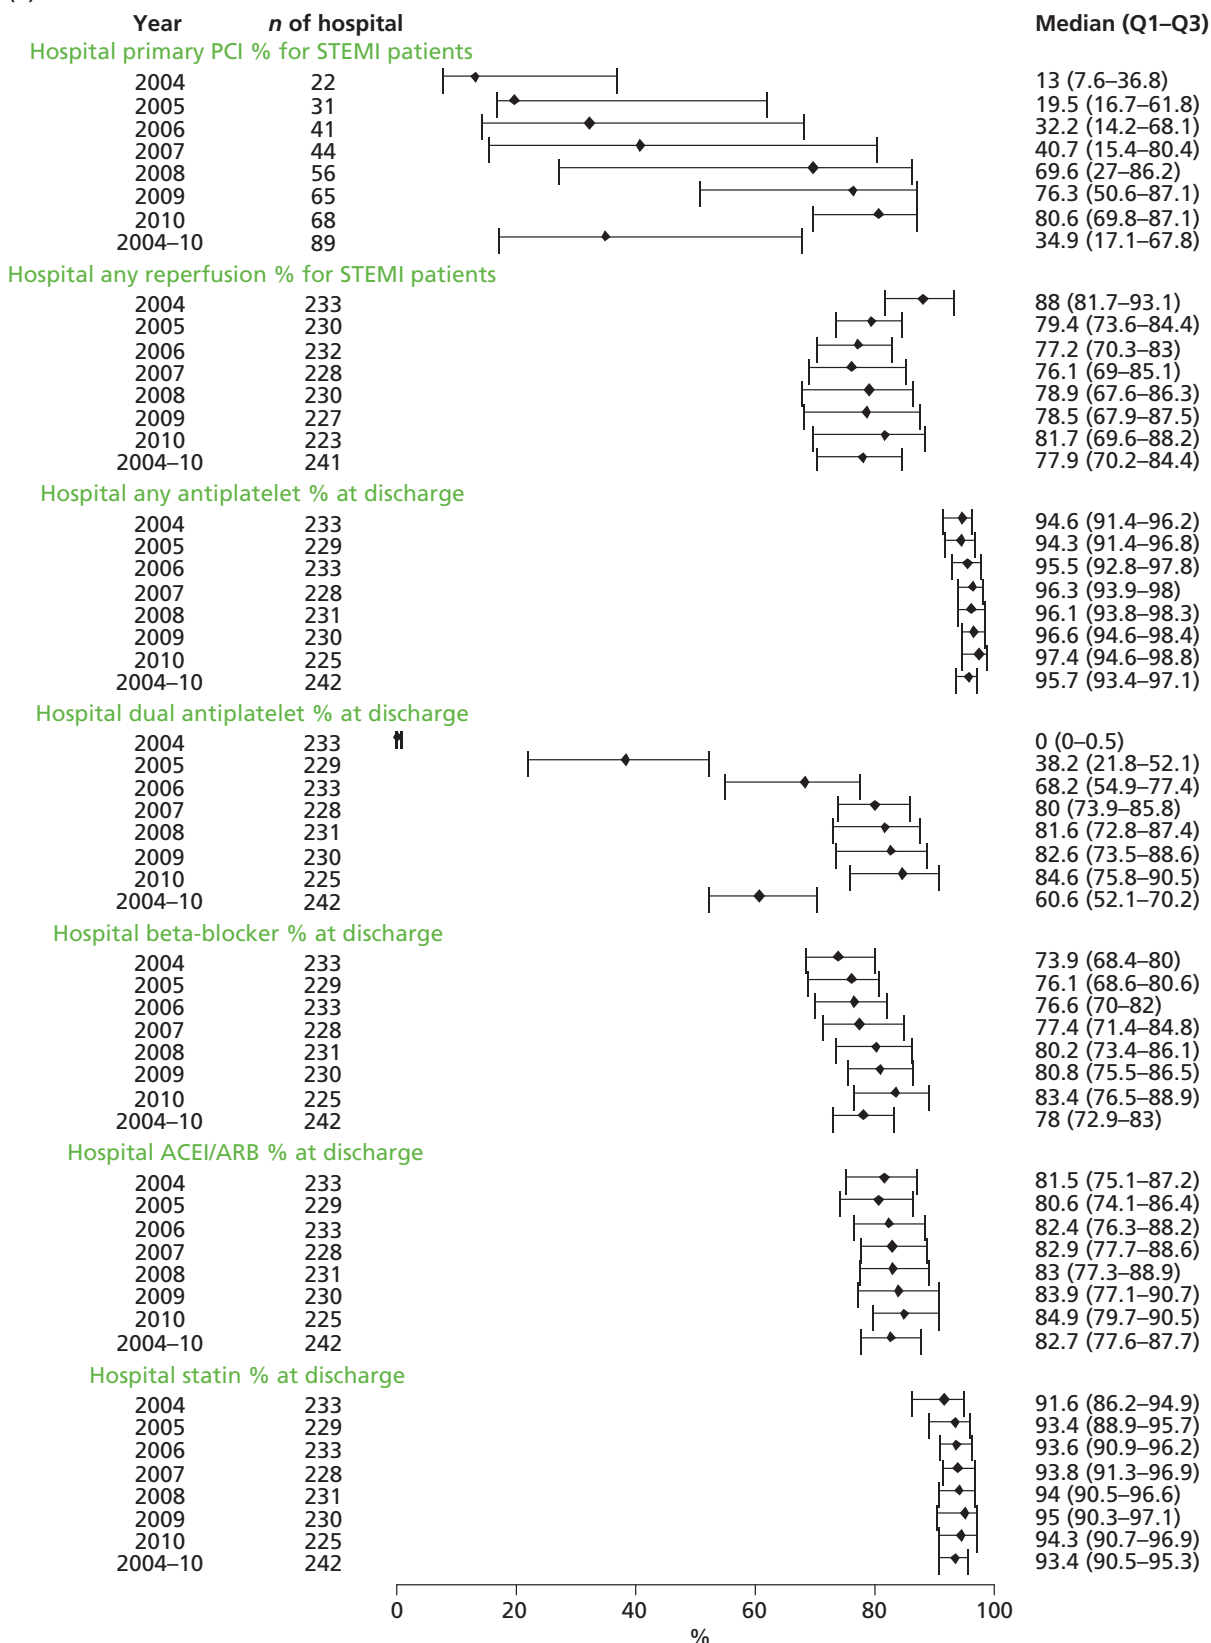 Year n of hospital Median (Q1–Q3)
Hospital primary PCI % for STEMI patients
2004 22 13 (7.6–36.8)
2005 31 19.5 (16.7–61.8)
2006 41 32.2 (14.2–68.1)
2007 44 40.7 (15.4–80.4)
2008 56 69.6 (27–86.2)
2009 65 76.3 (50.6–87.1)
2010 68 80.6 (69.8–87.1)
2004–10 89 34.9 (17.1–67.8)
Hospital any reperfusion % for STEMI patients
2004 233 88 (81.7–93.1)
2005 230 79.4 (73.6–84.4)
2006 232 77.2 (70.3–83)
2007 228 76.1 (69–85.1)
2008 230 78.9 (67.6–86.3)
2009 227 78.5 (67.9–87.5)
2010 223 81.7 (69.6–88.2)
2004–10 241 77.9 (70.2–84.4)
Hospital any antiplatelet % at discharge
2004 233 94.6 (91.4–96.2)
2005 229 94.3 (91.4–96.8)
2006 233 95.5 (92.8–97.8)
2007 228 96.3 (93.9–98)
2008 231 96.1 (93.8–98.3)
2009 230 96.6 (94.6–98.4)
2010 225 97.4 (94.6–98.8)
2004–10 242 95.7 (93.4–97.1)
Hospital dual antiplatelet % at discharge
2004 233 0 (0–0.5)
2005 229 38.2 (21.8–52.1)
2006 233 68.2 (54.9–77.4)
2007 228 80 (73.9–85.8)
2008 231 81.6 (72.8–87.4)
2009 230 82.6 (73.5–88.6)
2010 225 84.6 (75.8–90.5)
2004–10 242 60.6 (52.1–70.2)
Hospital beta-blocker % at discharge
2004 233 73.9 (68.4–80)
2005 229 76.1 (68.6–80.6)
2006 233 76.6 (70–82)
2007 228 77.4 (71.4–84.8)
2008 231 80.2 (73.4–86.1)
2009 230 80.8 (75.5–86.5)
2010 225 83.4 (76.5–88.9)
2004–10 242 78 (72.9–83)
Hospital ACEI/ARB % at discharge
2004 233 81.5 (75.1–87.2)
2005 229 80.6 (74.1–86.4)
2006 233 82.4 (76.3–88.2)
2007 228 82.9 (77.7–88.6)
2008 231 83 (77.3–88.9)
2009 230 83.9 (77.1–90.7)
2010 225 84.9 (79.7–90.5)
2004–10 242 82.7 (77.6–87.7)
Hospital statin % at discharge
2004 233 91.6 (86.2–94.9)
2005 229 93.4 (88.9–95.7)
2006 233 93.6 (90.9–96.2)
2007 228 93.8 (91.3–96.9)
2008 231 94 (90.5–96.6)
2009 230 95 (90.3–97.1)
2010 225 94.3 (90.7–96.9)
2004–10 242 93.4 (90.5–95.3)
0 20 40 60 80 100
%